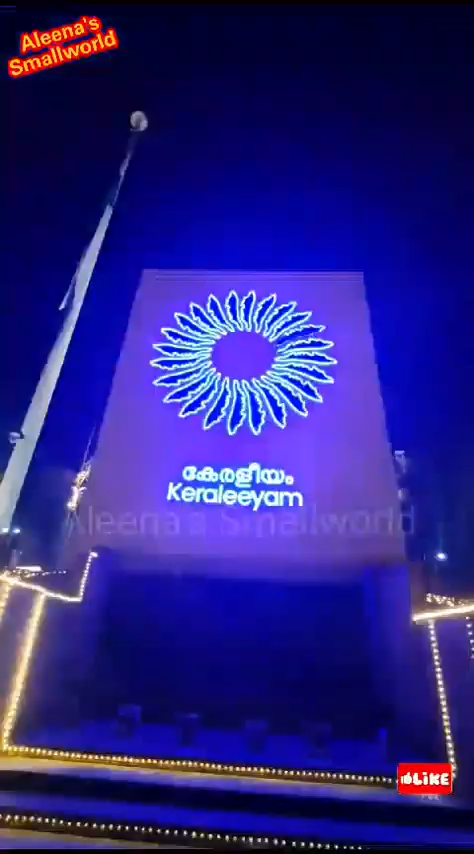 Aleena's
Smallworld
കേരളീയം
Keraleeyam
Aleena's Smallworld
LiKE